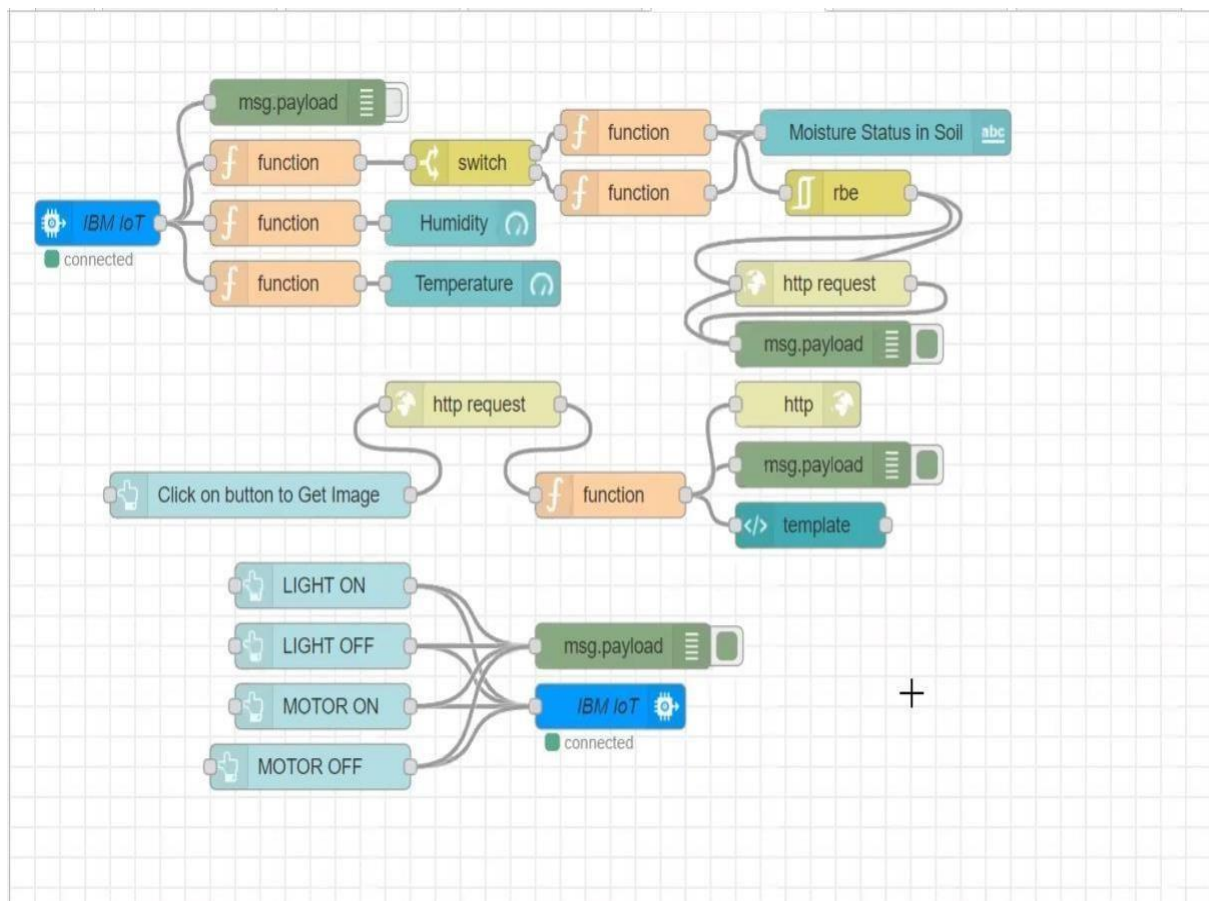 msg.payload
function
switch
function
Moisture Status in Soil
abc
function
rbe
IBM IoT
connected
function
Humidity
function
Temperature
http request
msg.payload
http request
http
msg.payload
Click on button to Get Image
function
template
LIGHT ON
LIGHT OFF
msg.payload
MOTOR ON
IBM IoT
connected
MOTOR OFF